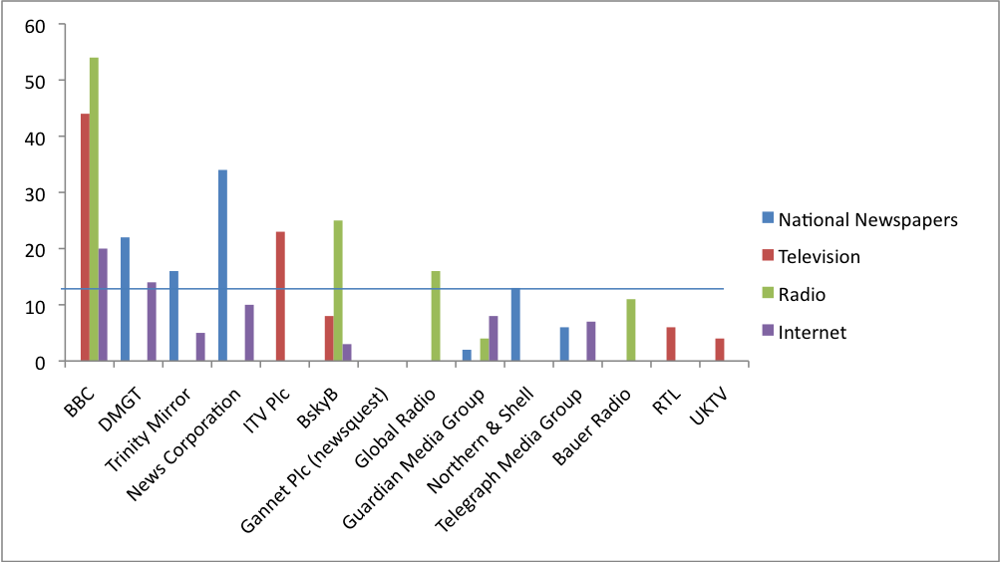 60
50
40
30
20
10
0
BBC
DMGT
Trinity Mirror
News Corporation
ITV Plc
BskyB
Gannet Plc (newsquest)
Global Radio
Guardian Media Group
Northern & Shell
Telegraph Media Group
Bauer Radio
RTL
UKTV
National Newspapers
Television
Radio
Internet